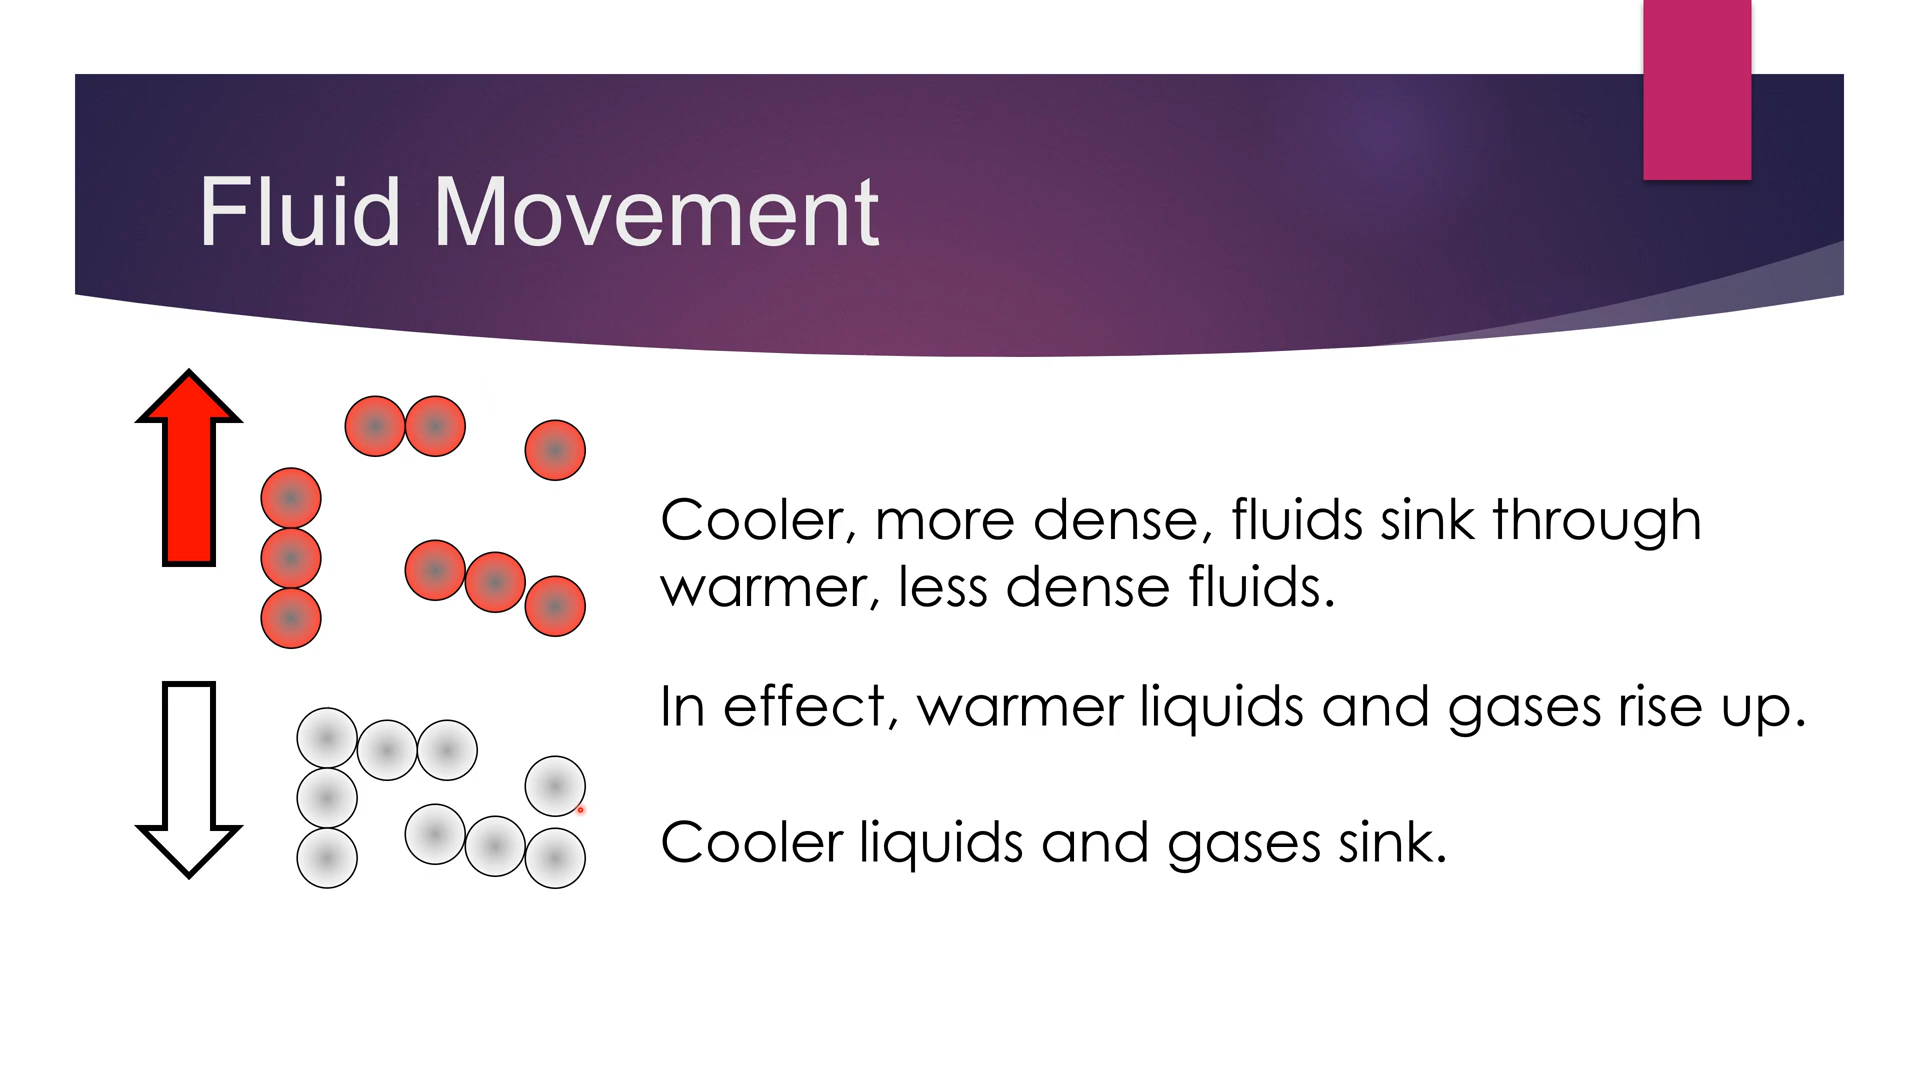 Fluid Movement
Cooler, more dense, fluids sink through
warmer, less dense fluids.
In effect, warmer liquids and gases rise up.
Cooler liquids and gases sink.